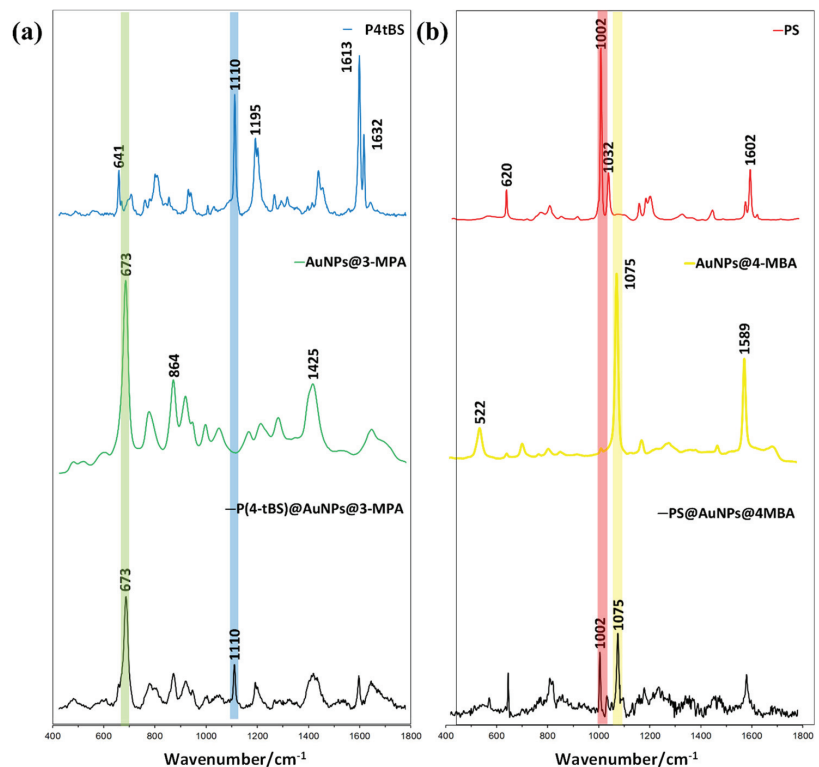 (a)
P4tBS
641
1110
1195
1613
1632
AuNPs@3-MPA
673
864
1425
P(4-tBS)@AuNPs@3-MPA
673
1110
400 600 800 1000 1200 1400 1600 1800
Wavenumber/cm-1
(b)
1002
PS
620
1032
1602
AuNPs@4-MBA
1075
522
1589
PS@AuNPs@4MBA
1002
1075
400 600 800 1000 1200 1400 1600 1800
Wavenumber/cm-1